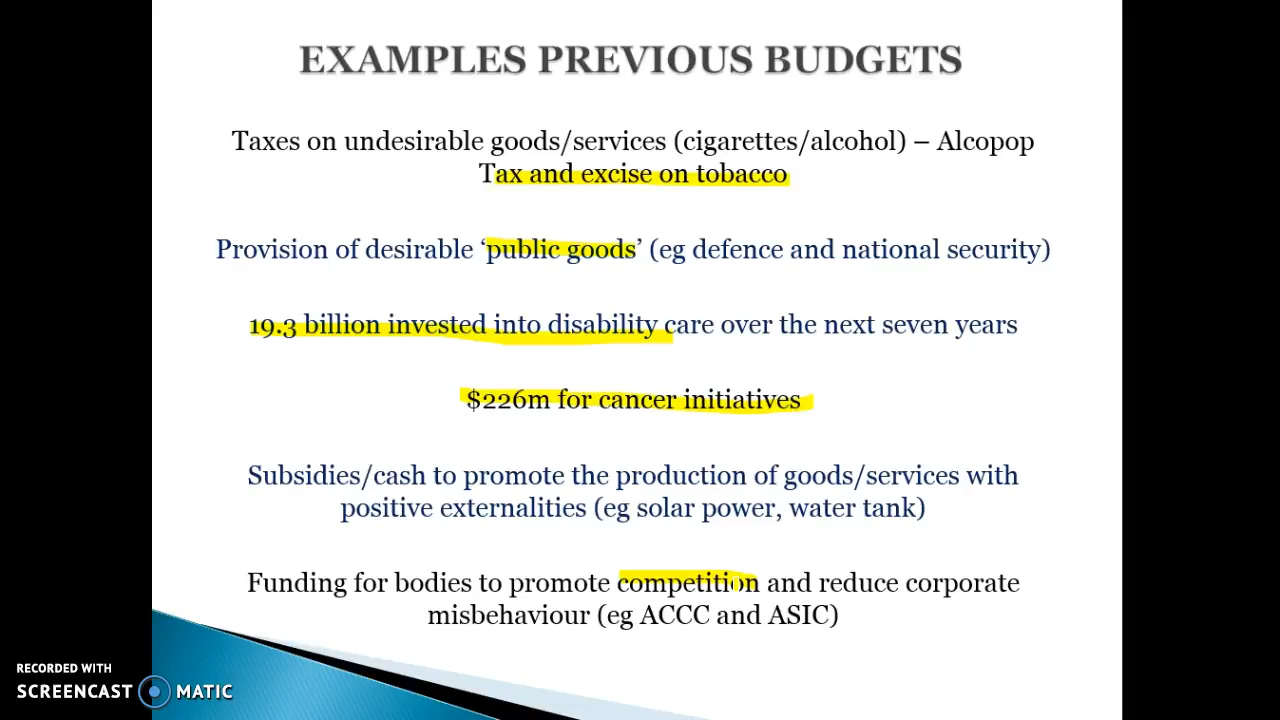 EXAMPLES PREVIOUS BUDGETS
Taxes on undesirable goods/services (cigarettes/alcohol) – Alcopop
Tax and excise on tobacco
Provision of desirable ‘public goods’ (eg defence and national security)
19.3 billion invested into disability care over the next seven years
$226m for cancer initiatives
Subsidies/cash to promote the production of goods/services with
positive externalities (eg solar power, water tank)
Funding for bodies to promote competition and reduce corporate
misbehaviour (eg ACCC and ASIC)
RECORDED WITH
SCREENCAST MATIC